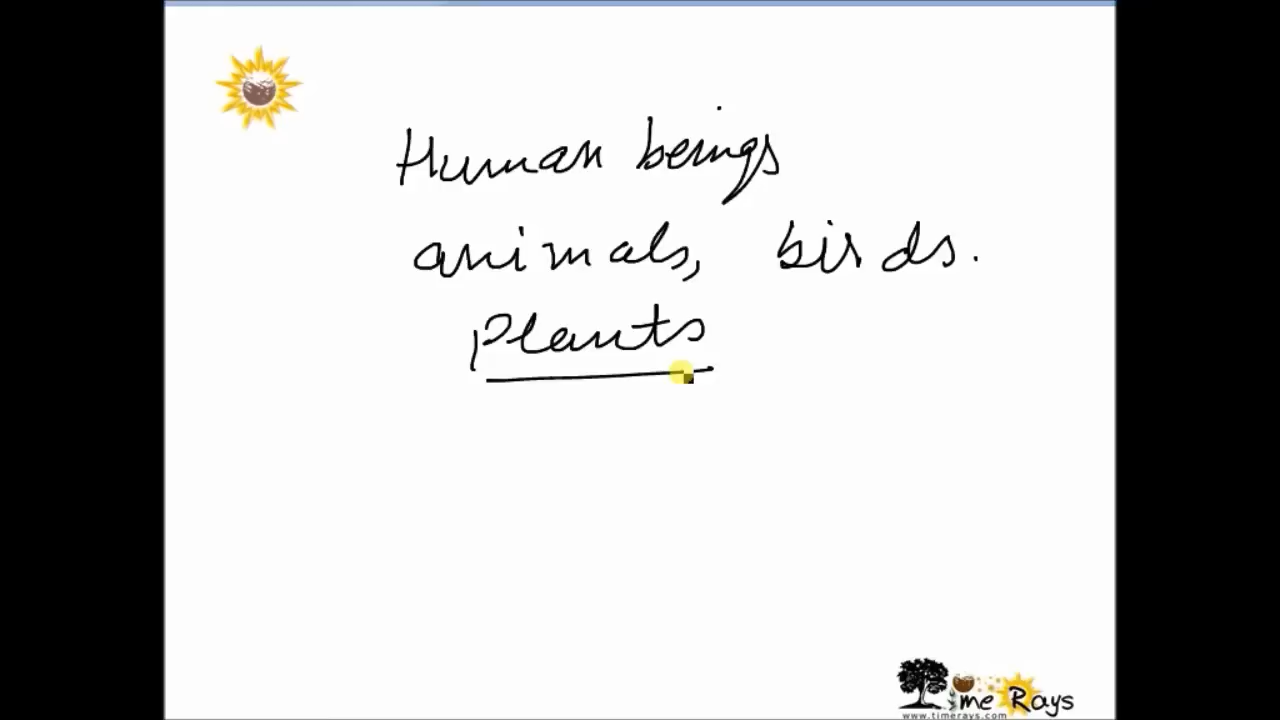 Human beings
animals, birds.
Plants
Time Rays
www.timerays.com